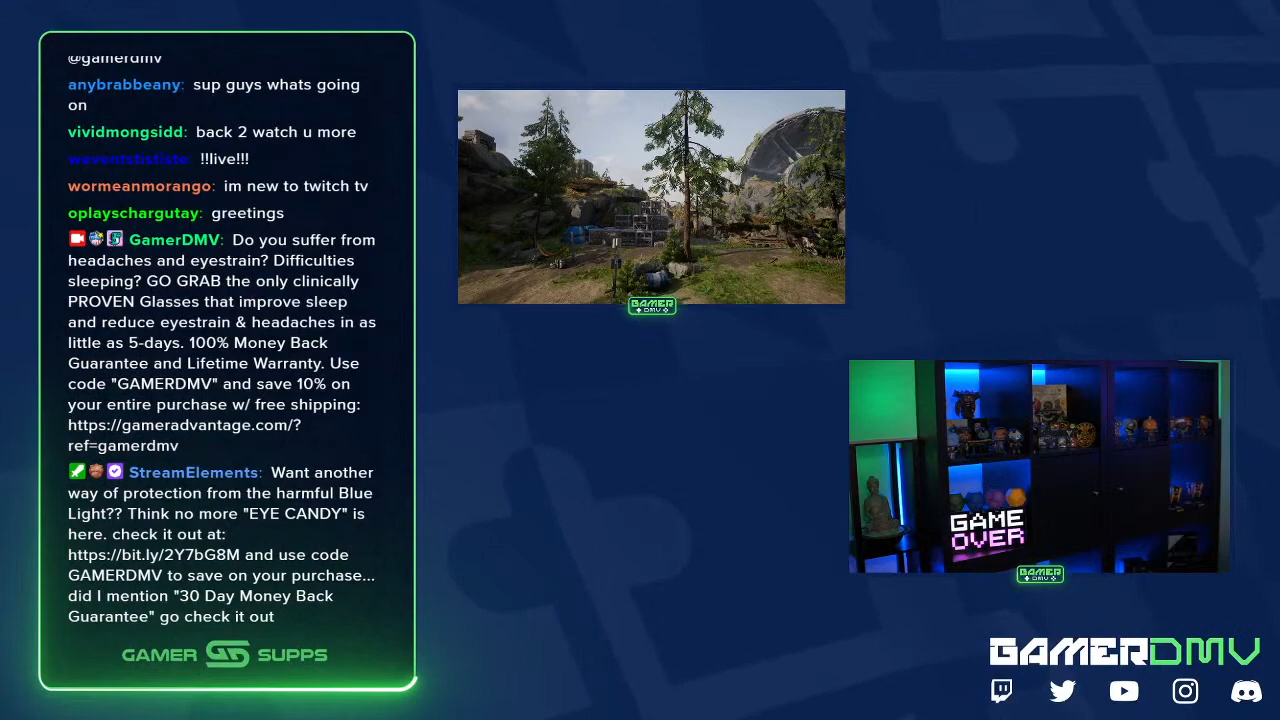 @gamerdmv
anybrabbeany: sup guys whats going
on
vividmongsidd: back 2 watch u more
weventstististe: !!live!!!
wormeanmorango: im new to twitch tv
oplayschargutay: greetings
GamerDMV: Do you suffer from
headaches and eyestrain? Difficulties
sleeping? GO GRAB the only clinically
PROVEN Glasses that improve sleep
and reduce eyestrain & headaches in as
little as 5-days. 100% Money Back
Guarantee and Lifetime Warranty. Use
code "GAMERDMV" and save 10% on
your entire purchase w/ free shipping:
https://gameradvantage.com/?
ref=gamerdmv
StreamElements: Want another
way of protection from the harmful Blue
Light?? Think no more "EYE CANDY" is
here. check it out at:
https://bit.ly/2Y7bG8M and use code
GAMERDMV to save on your purchase...
did I mention "30 Day Money Back
Guarantee" go check it out
GAMER GS SUPPS
GAMER
DMV
GAME
OVER
GAMER
DMV
GAMERDMV